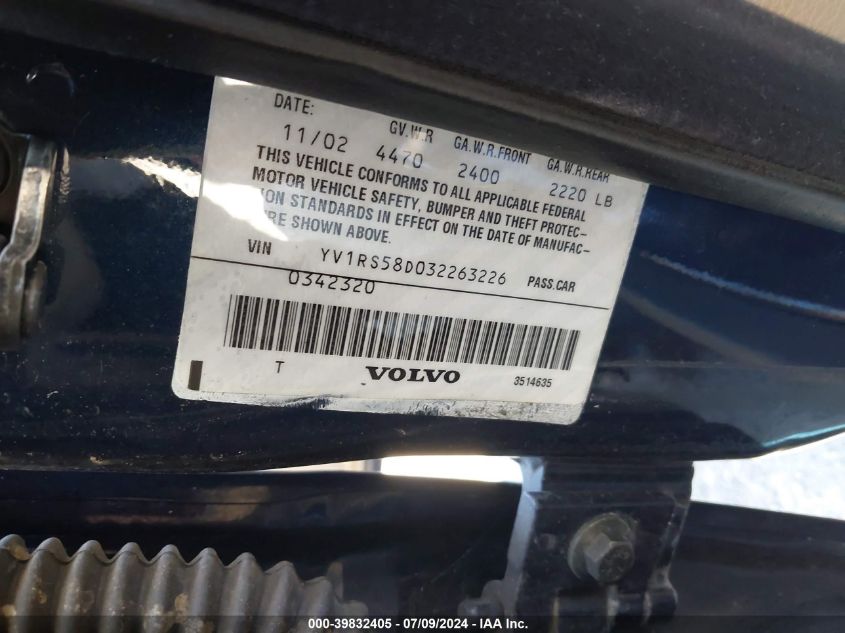 DATE: GV.W.R GA.W.R.FRONT GA.W.R.REAR
11/02 4470 2400 2220 LB
THIS VEHICLE CONFORMS TO ALL APPLICABLE FEDERAL
MOTOR VEHICLE SAFETY, BUMPER AND THEFT PROTEC-
ION STANDARDS IN EFFECT ON THE DATE OF MANUFAC-
RE SHOWN ABOVE.
VIN YV1RS58D032263226 PASS.CAR
0342320
T VOLVO 3514635
000-39832405 - 07/09/2024 - IAA Inc.